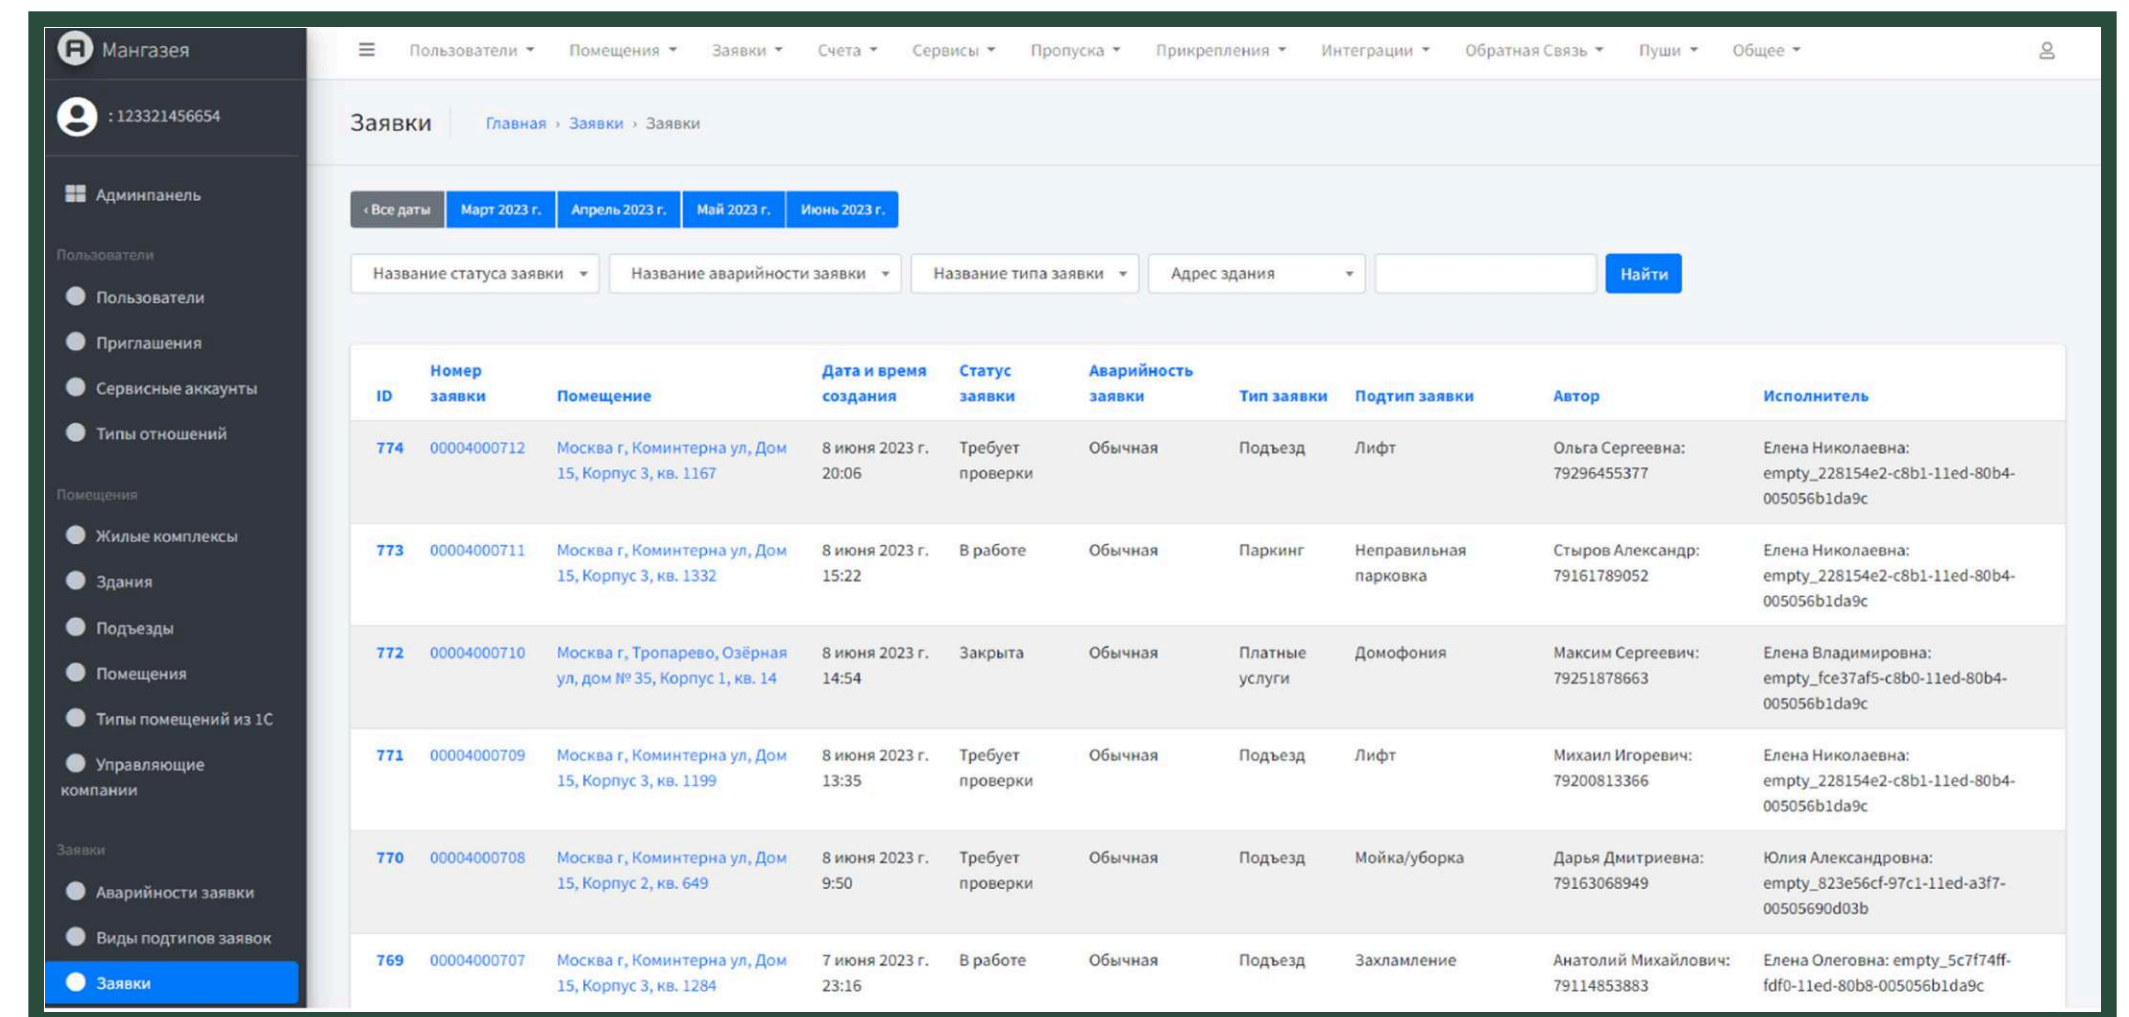 Мангазея
Пользователи Помещения Заявки Счета Сервисы Пропуска Прикрепления Интеграции Обратная Связь Пуши Общее
: 123321456654
Админпанель
Пользователи
Пользователи
Приглашения
Сервисные аккаунты
Типы отношений
Помещения
Жилые комплексы
Здания
Подъезды
Помещения
Типы помещений из 1С
Управляющие
компании
Заявки
Аварийности заявки
Виды подтипов заявок
Заявки
Заявки Главная › Заявки › Заявки
‹ Все даты Март 2023 г. Апрель 2023 г. Май 2023 г. Июнь 2023 г.
Название статуса заявки Название аварийности заявки Название типа заявки Адрес здания Найти
Номер Дата и время Статус Аварийность
ID заявки Помещение создания заявки заявки Тип заявки Подтип заявки Автор Исполнитель
774 00004000712 Москва г, Коминтерна ул, Дом 8 июня 2023 г. Требует Обычная Подъезд Лифт Ольга Сергеевна: Елена Николаевна:
15, Корпус 3, кв. 1167 20:06 проверки 79296455377 empty_228154e2-c8b1-11ed-80b4-
005056b1da9c
773 00004000711 Москва г, Коминтерна ул, Дом 8 июня 2023 г. В работе Обычная Паркинг Неправильная Стыров Александр: Елена Николаевна:
15, Корпус 3, кв. 1332 15:22 парковка 79161789052 empty_228154e2-c8b1-11ed-80b4-
005056b1da9c
772 00004000710 Москва г, Тропарево, Озёрная 8 июня 2023 г. Закрыта Обычная Платные Домофония Максим Сергеевич: Елена Владимировна:
ул, дом № 35, Корпус 1, кв. 14 14:54 услуги 79251878663 empty_fce37af5-c8b0-11ed-80b4-
005056b1da9c
771 00004000709 Москва г, Коминтерна ул, Дом 8 июня 2023 г. Требует Обычная Подъезд Лифт Михаил Игоревич: Елена Николаевна:
15, Корпус 3, кв. 1199 13:35 проверки 79200813366 empty_228154e2-c8b1-11ed-80b4-
005056b1da9c
770 00004000708 Москва г, Коминтерна ул, Дом 8 июня 2023 г. Требует Обычная Подъезд Мойка/уборка Дарья Дмитриевна: Юлия Александровна:
15, Корпус 2, кв. 649 9:50 проверки 79163068949 empty_823e56cf-97c1-11ed-a3f7-
00505690d03b
769 00004000707 Москва г, Коминтерна ул, Дом 7 июня 2023 г. В работе Обычная Подъезд Захламление Анатолий Михайлович: Елена Олеговна: empty_5c7f74ff-
15, Корпус 3, кв. 1284 23:16 79114853883 fdf0-11ed-80b8-005056b1da9c